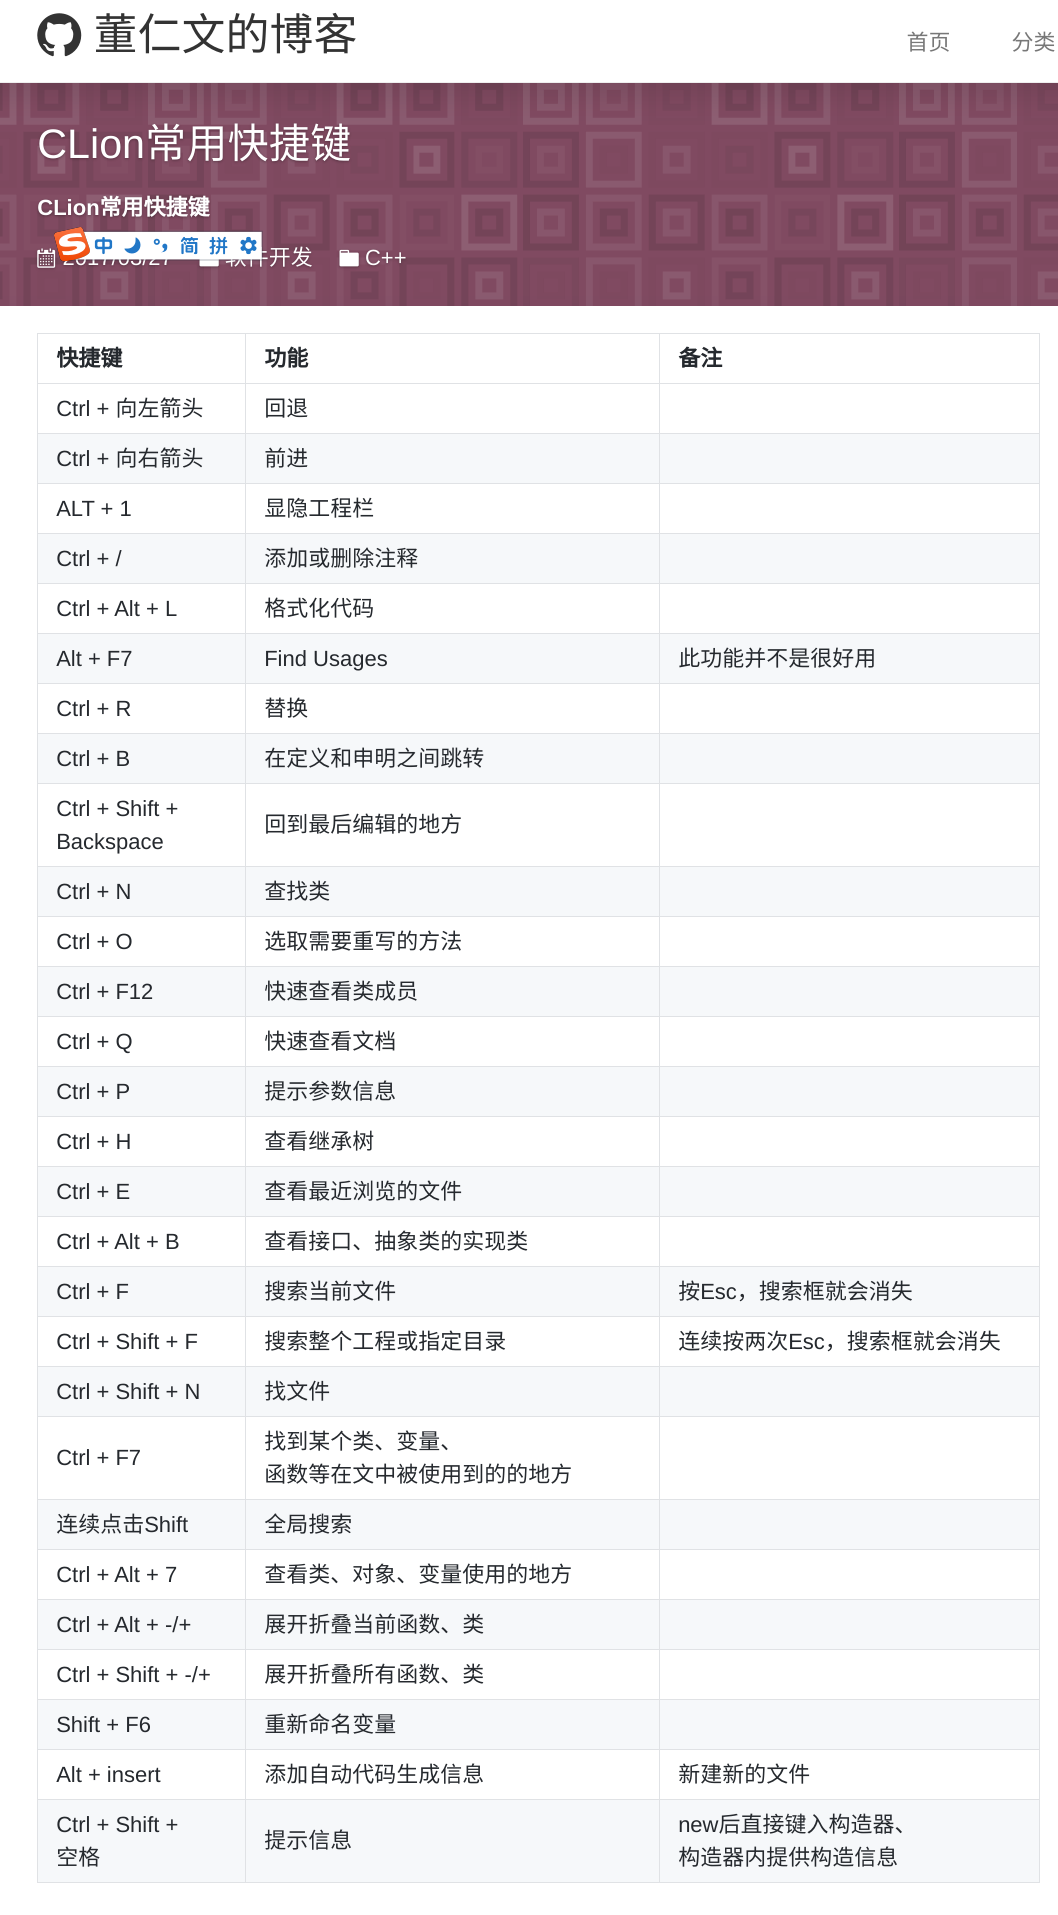 董仁文的博客
首页 分类
CLion常用快捷键
CLion常用快捷键
中 简 拼
软件开发 C++
快捷键 功能 备注
Ctrl + 向左箭头 回退
Ctrl + 向右箭头 前进
ALT + 1 显隐工程栏
Ctrl + / 添加或删除注释
Ctrl + Alt + L 格式化代码
Alt + F7 Find Usages 此功能并不是很好用
Ctrl + R 替换
Ctrl + B 在定义和申明之间跳转
Ctrl + Shift +
Backspace
回到最后编辑的地方
Ctrl + N 查找类
Ctrl + O 选取需要重写的方法
Ctrl + F12 快速查看类成员
Ctrl + Q 快速查看文档
Ctrl + P 提示参数信息
Ctrl + H 查看继承树
Ctrl + E 查看最近浏览的文件
Ctrl + Alt + B 查看接口、抽象类的实现类
Ctrl + F 搜索当前文件 按Esc，搜索框就会消失
Ctrl + Shift + F 搜索整个工程或指定目录 连续按两次Esc，搜索框就会消失
Ctrl + Shift + N 找文件
Ctrl + F7
找到某个类、变量、
函数等在文中被使用到的的地方
连续点击Shift 全局搜索
Ctrl + Alt + 7 查看类、对象、变量使用的地方
Ctrl + Alt + -/+ 展开折叠当前函数、类
Ctrl + Shift + -/+ 展开折叠所有函数、类
Shift + F6 重新命名变量
Alt + insert 添加自动代码生成信息 新建新的文件
Ctrl + Shift +
空格
提示信息
new后直接键入构造器、
构造器内提供构造信息